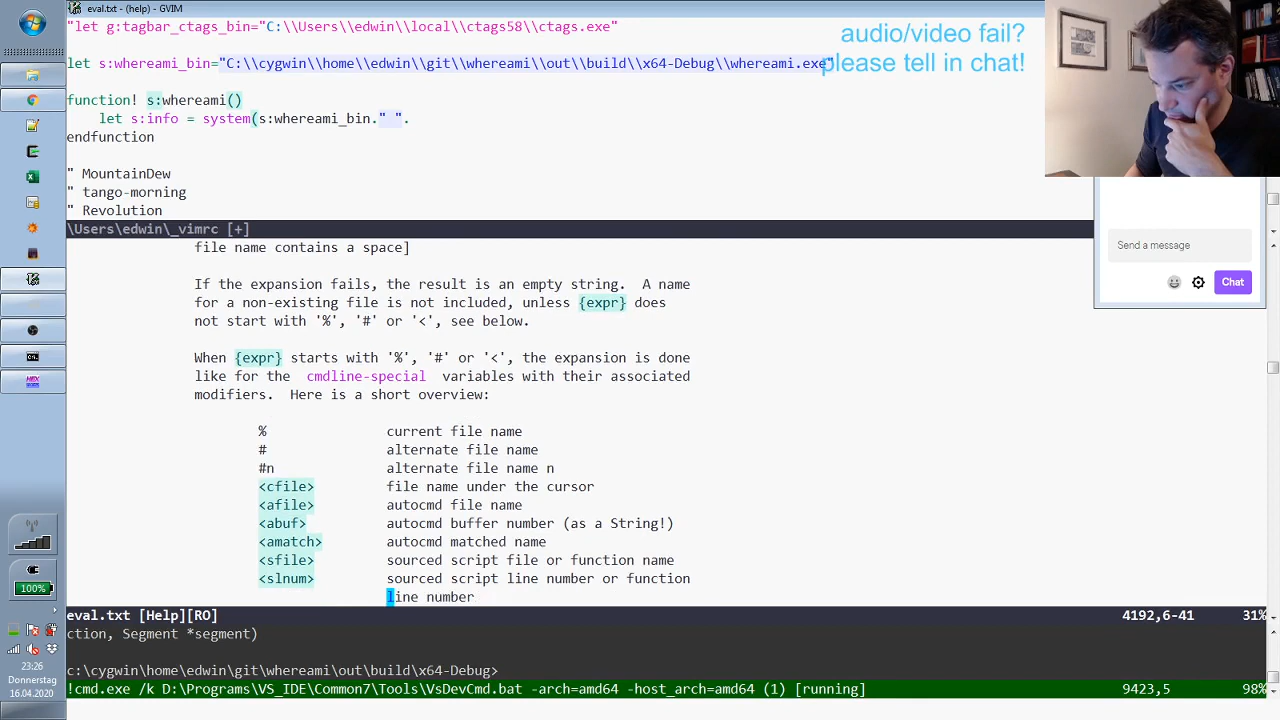 eval.txt - (help) - GVIM
"let g:tagbar_ctags_bin="C:\\Users\\edwin\\local\\ctags58\\ctags.exe"
audio/video fail?
please tell in chat!
let s:whereami_bin="C:\\cygwin\\home\\edwin\\git\\whereami\\out\\build\\x64-Debug\\whereami.exe"
function! s:whereami()
let s:info = system(s:whereami_bin." ".
endfunction
" MountainDew
" tango-morning
" Revolution
\Users\edwin\_vimrc [+]
Send a message
Chat
file name contains a space]
If the expansion fails, the result is an empty string. A name
for a non-existing file is not included, unless {expr} does
not start with '%', '#' or '<', see below.
When {expr} starts with '%', '#' or '<', the expansion is done
like for the cmdline-special variables with their associated
modifiers. Here is a short overview:
% current file name
# alternate file name
#n alternate file name n
<cfile> file name under the cursor
<afile> autocmd file name
<abuf> autocmd buffer number (as a String!)
<amatch> autocmd matched name
<sfile> sourced script file or function name
<slnum> sourced script line number or function
line number
eval.txt [Help][RO] 4192,6-41 31%
ction, Segment *segment)
c:\cygwin\home\edwin\git\whereami\out\build\x64-Debug>
!cmd.exe /k D:\Programs\VS_IDE\Common7\Tools\VsDevCmd.bat -arch=amd64 -host_arch=amd64 (1) [running] 9423,5 98%
100%
23:26
Donnerstag
16.04.2020